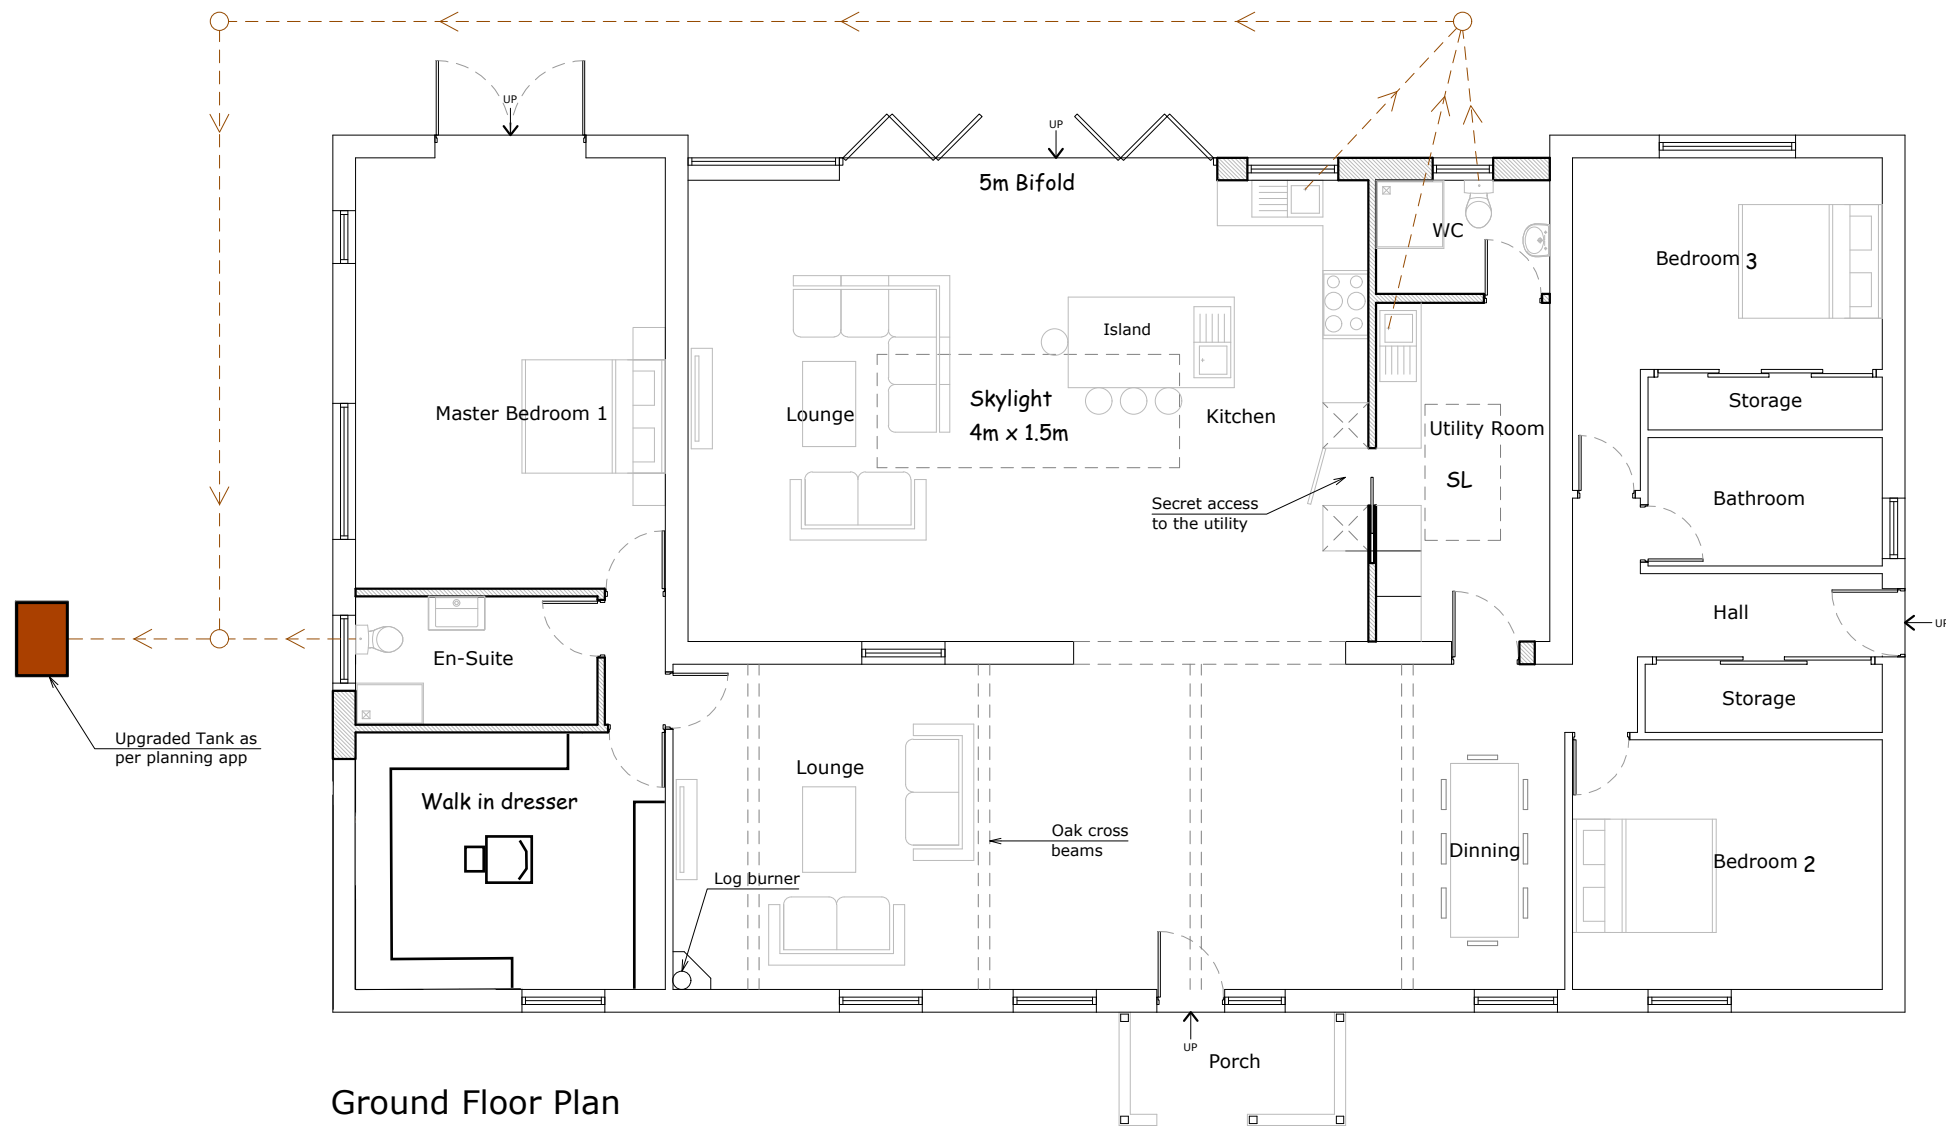 UP
UP
5m Bifold
WC
Bedroom 3
Island
Skylight
4m x 1.5m
Master Bedroom 1
Lounge
Kitchen
Storage
Utility Room
SL
Secret access
to the utility
Bathroom
Hall
UP
En-Suite
Storage
Upgraded Tank as
per planning app
Lounge
Walk in dresser
Oak cross
beams
Dinning
Bedroom 2
Log burner
UP
Porch
Ground Floor Plan